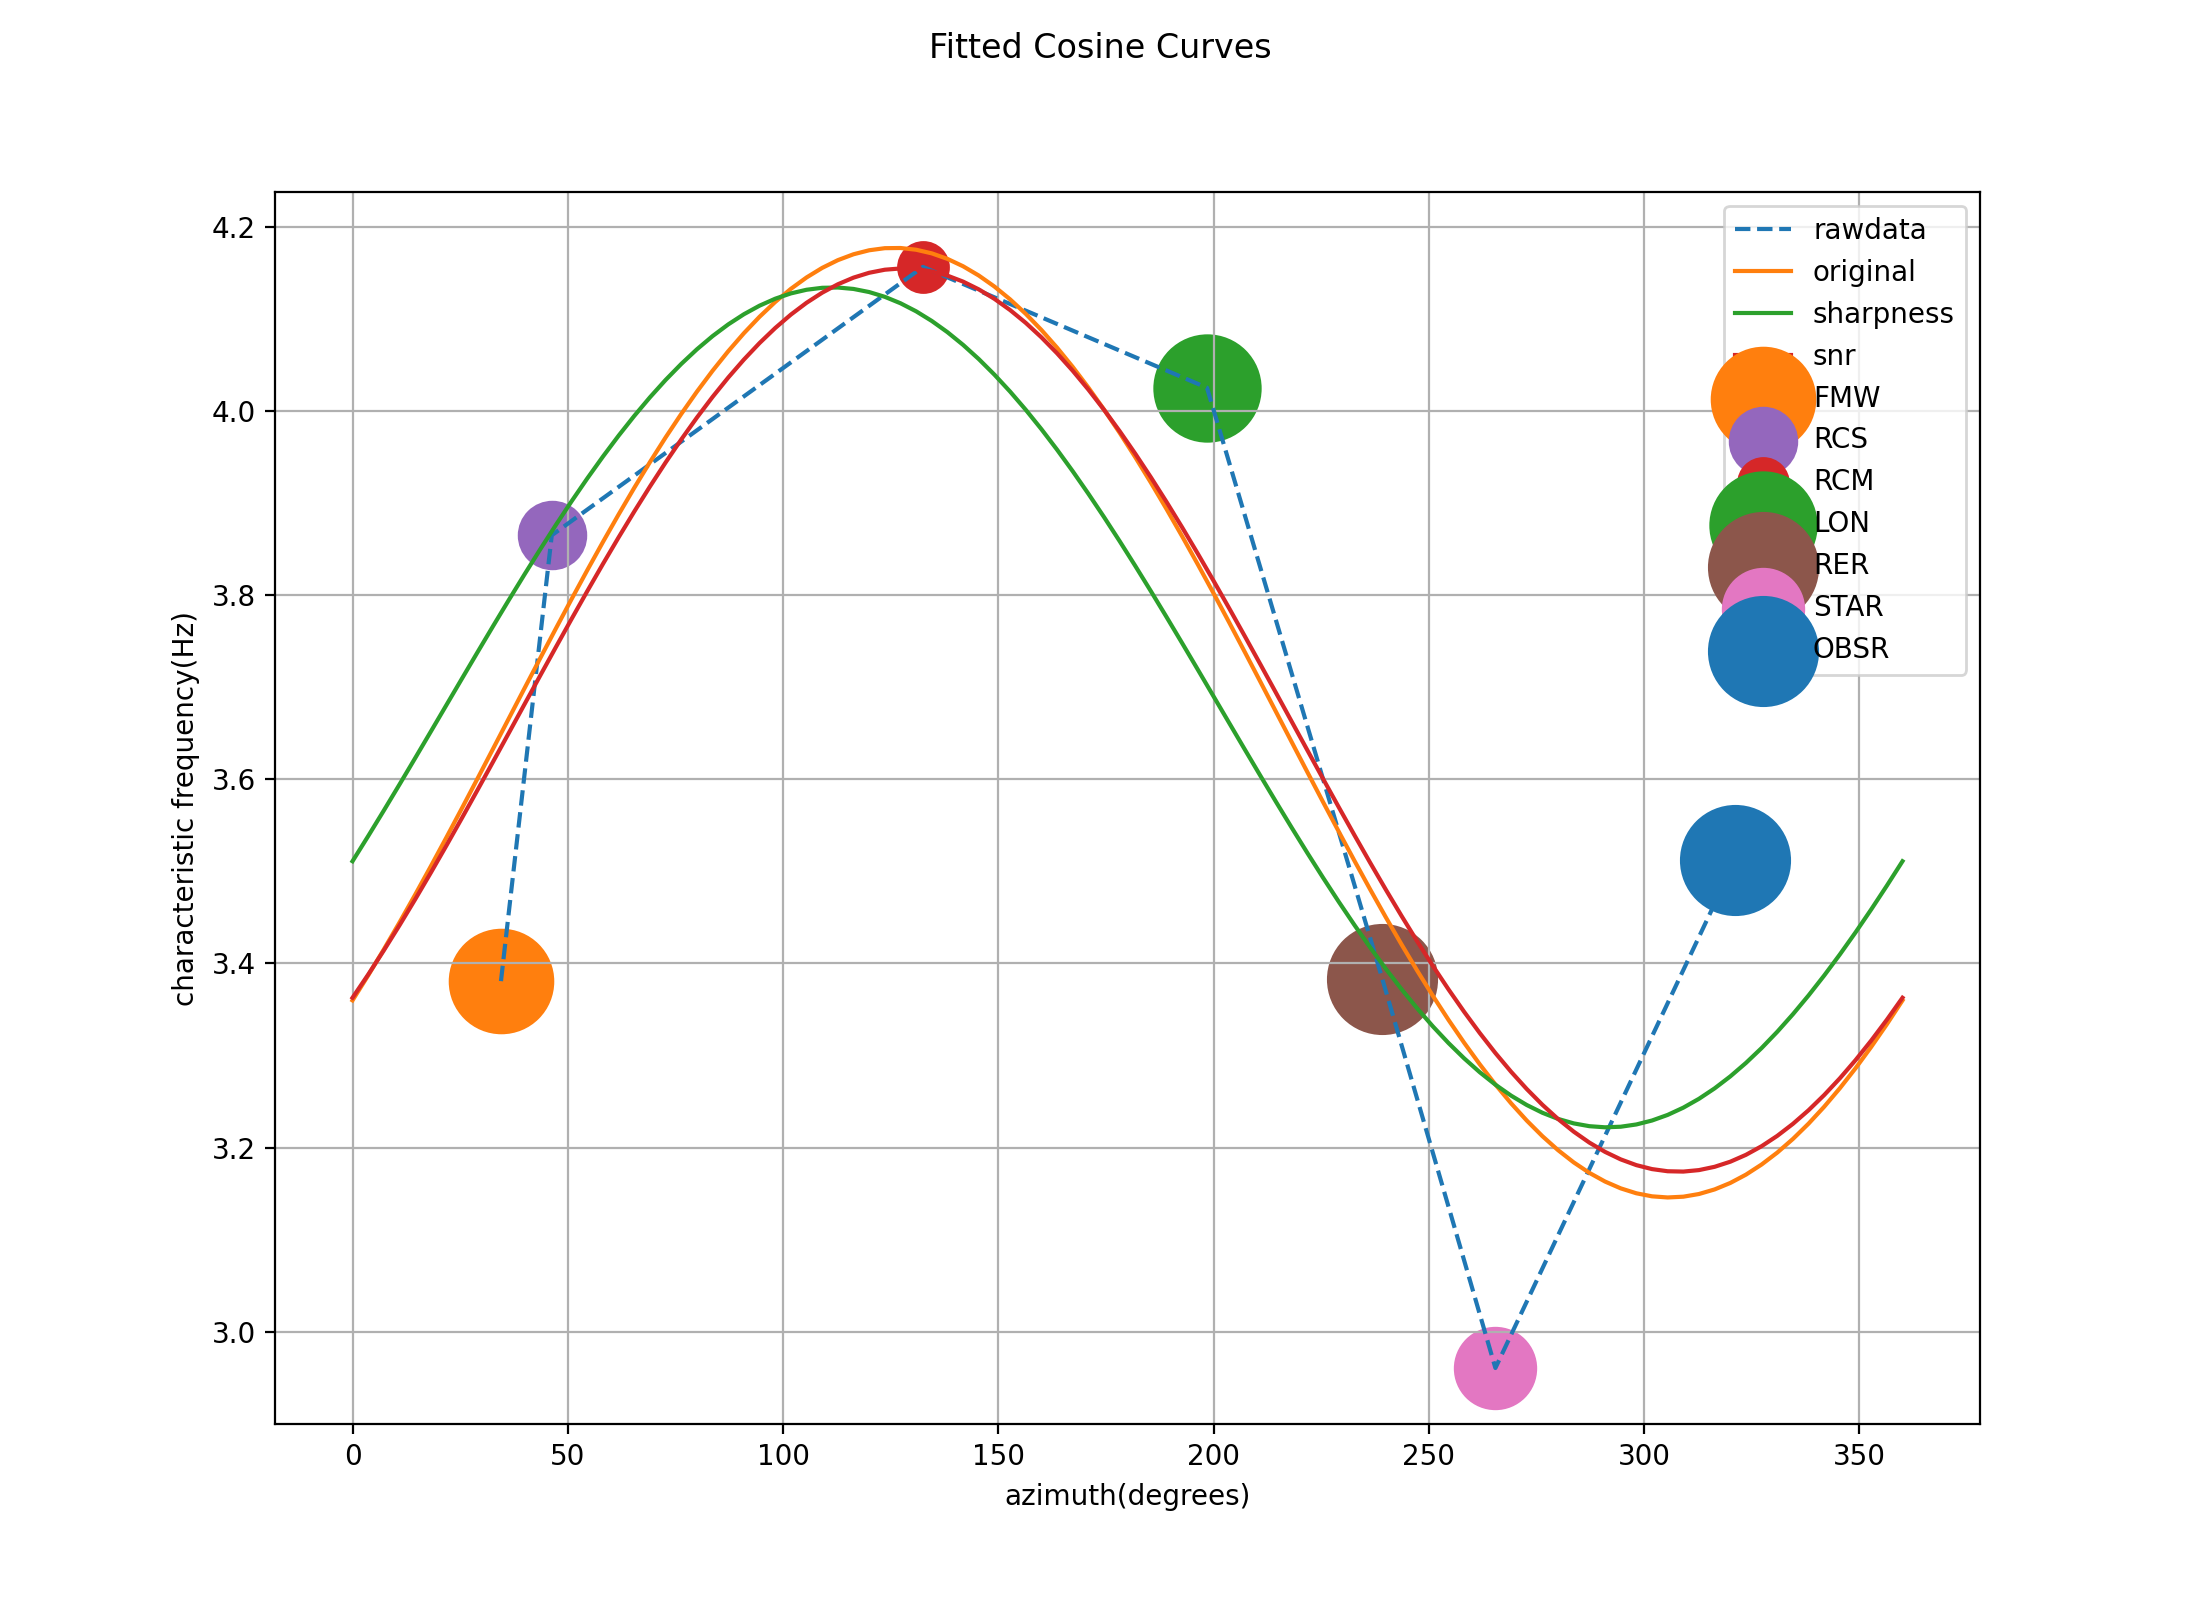 Fitted Cosine Curves
4.2
4.0
3.8
3.6
3.4
3.2
3.0
characteristic frequency(Hz)
rawdata
original
sharpness
snr
FMW
RCS
RCM
LON
RER
STAR
OBSR
0 50 100 150 200 250 300 350
azimuth(degrees)